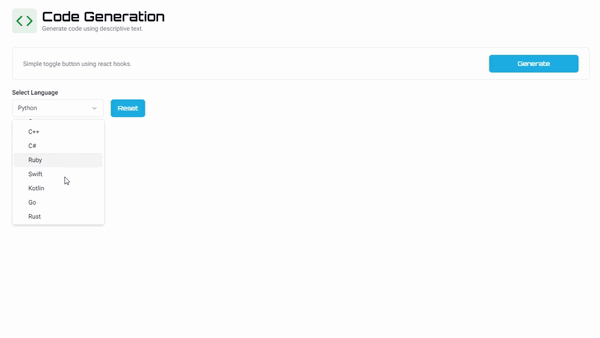 Code Generation
Generate code using descriptive text.
Simple toggle button using react hooks.
Generate
Select Language
Python
Reset
C++
C#
Ruby
Swift
Kotlin
Go
Rust